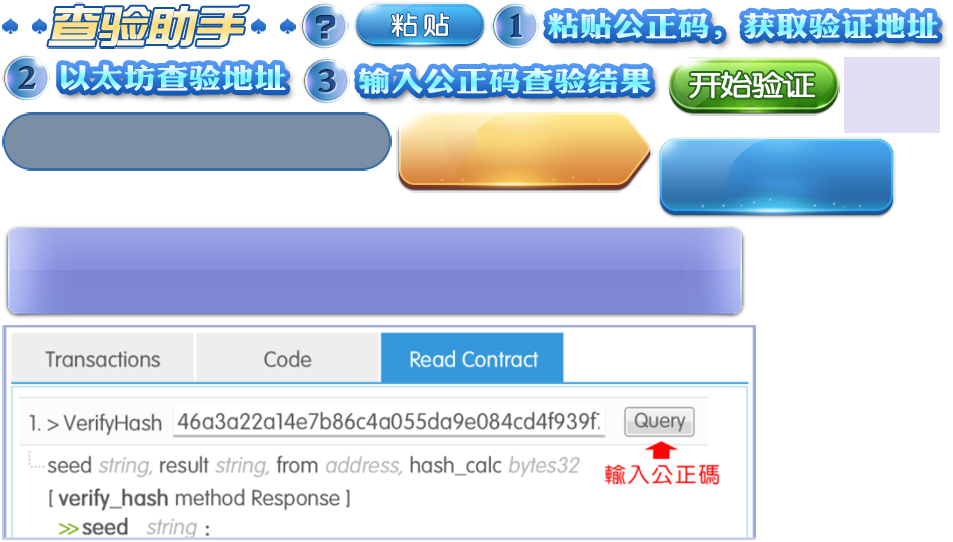 查验助手
?
粘贴
1 粘贴公正码，获取验证地址
2 以太坊查验地址
3 输入公正码查验结果
开始验证
Transactions Code Read Contract
1. > VerifyHash 46a3a22a14e7b86c4a055da9e084cd4f939f Query
輸入公正碼
seed string, result string, from address, hash_calc bytes32
[ verify_hash method Response ]
>> seed string :